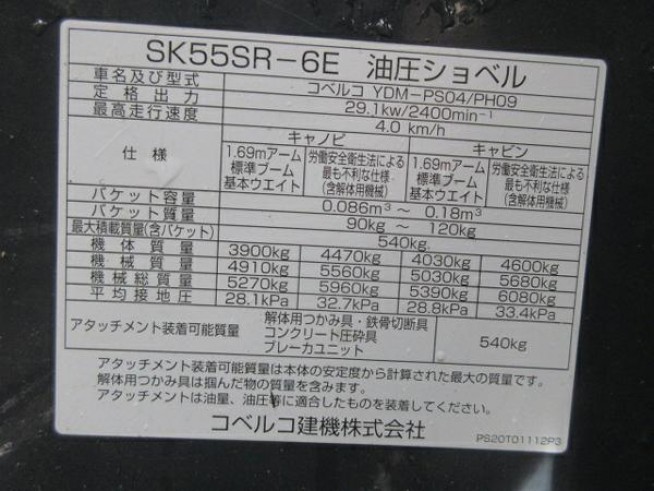 SK55SR-6E 油圧ショベル
車名及び型式 コベルコ YDM-PS04/PH09
定格出力 29.1kw/2400min⁻¹
最高走行速度 4.0 km/h
仕様 キャノピ キャビン
1.69mアーム 標準ブーム 基本ウエイト 労働安全衛生法による 最も不利な仕様 (含解体用機械) 1.69mアーム 標準ブーム 基本ウエイト 労働安全衛生法による 最も不利な仕様 (含解体用機械)
バケット容量 0.086m³ ~ 0.18m³
バケット質量 90kg ~ 120kg
最大積載質量(含バケット) 540kg
機体質量 3900kg 4470kg 4030kg 4600kg
機械質量 4910kg 5560kg 5030kg 5680kg
機械総質量 5270kg 5960kg 5390kg 6080kg
平均接地圧 28.1kPa 32.7kPa 28.8kPa 33.4kPa
アタッチメント装着可能質量 解体用つかみ具・鉄骨切断具 コンクリート圧砕具 ブレーカユニット 540kg
アタッチメント装着可能質量は本体の安定度から計算された最大の質量です。
解体用つかみ具は掴んだ物の質量を含みます。
アタッチメントは油量、油圧等に適合したものを装着してください。
コベルコ建機株式会社
PS20T01112P3